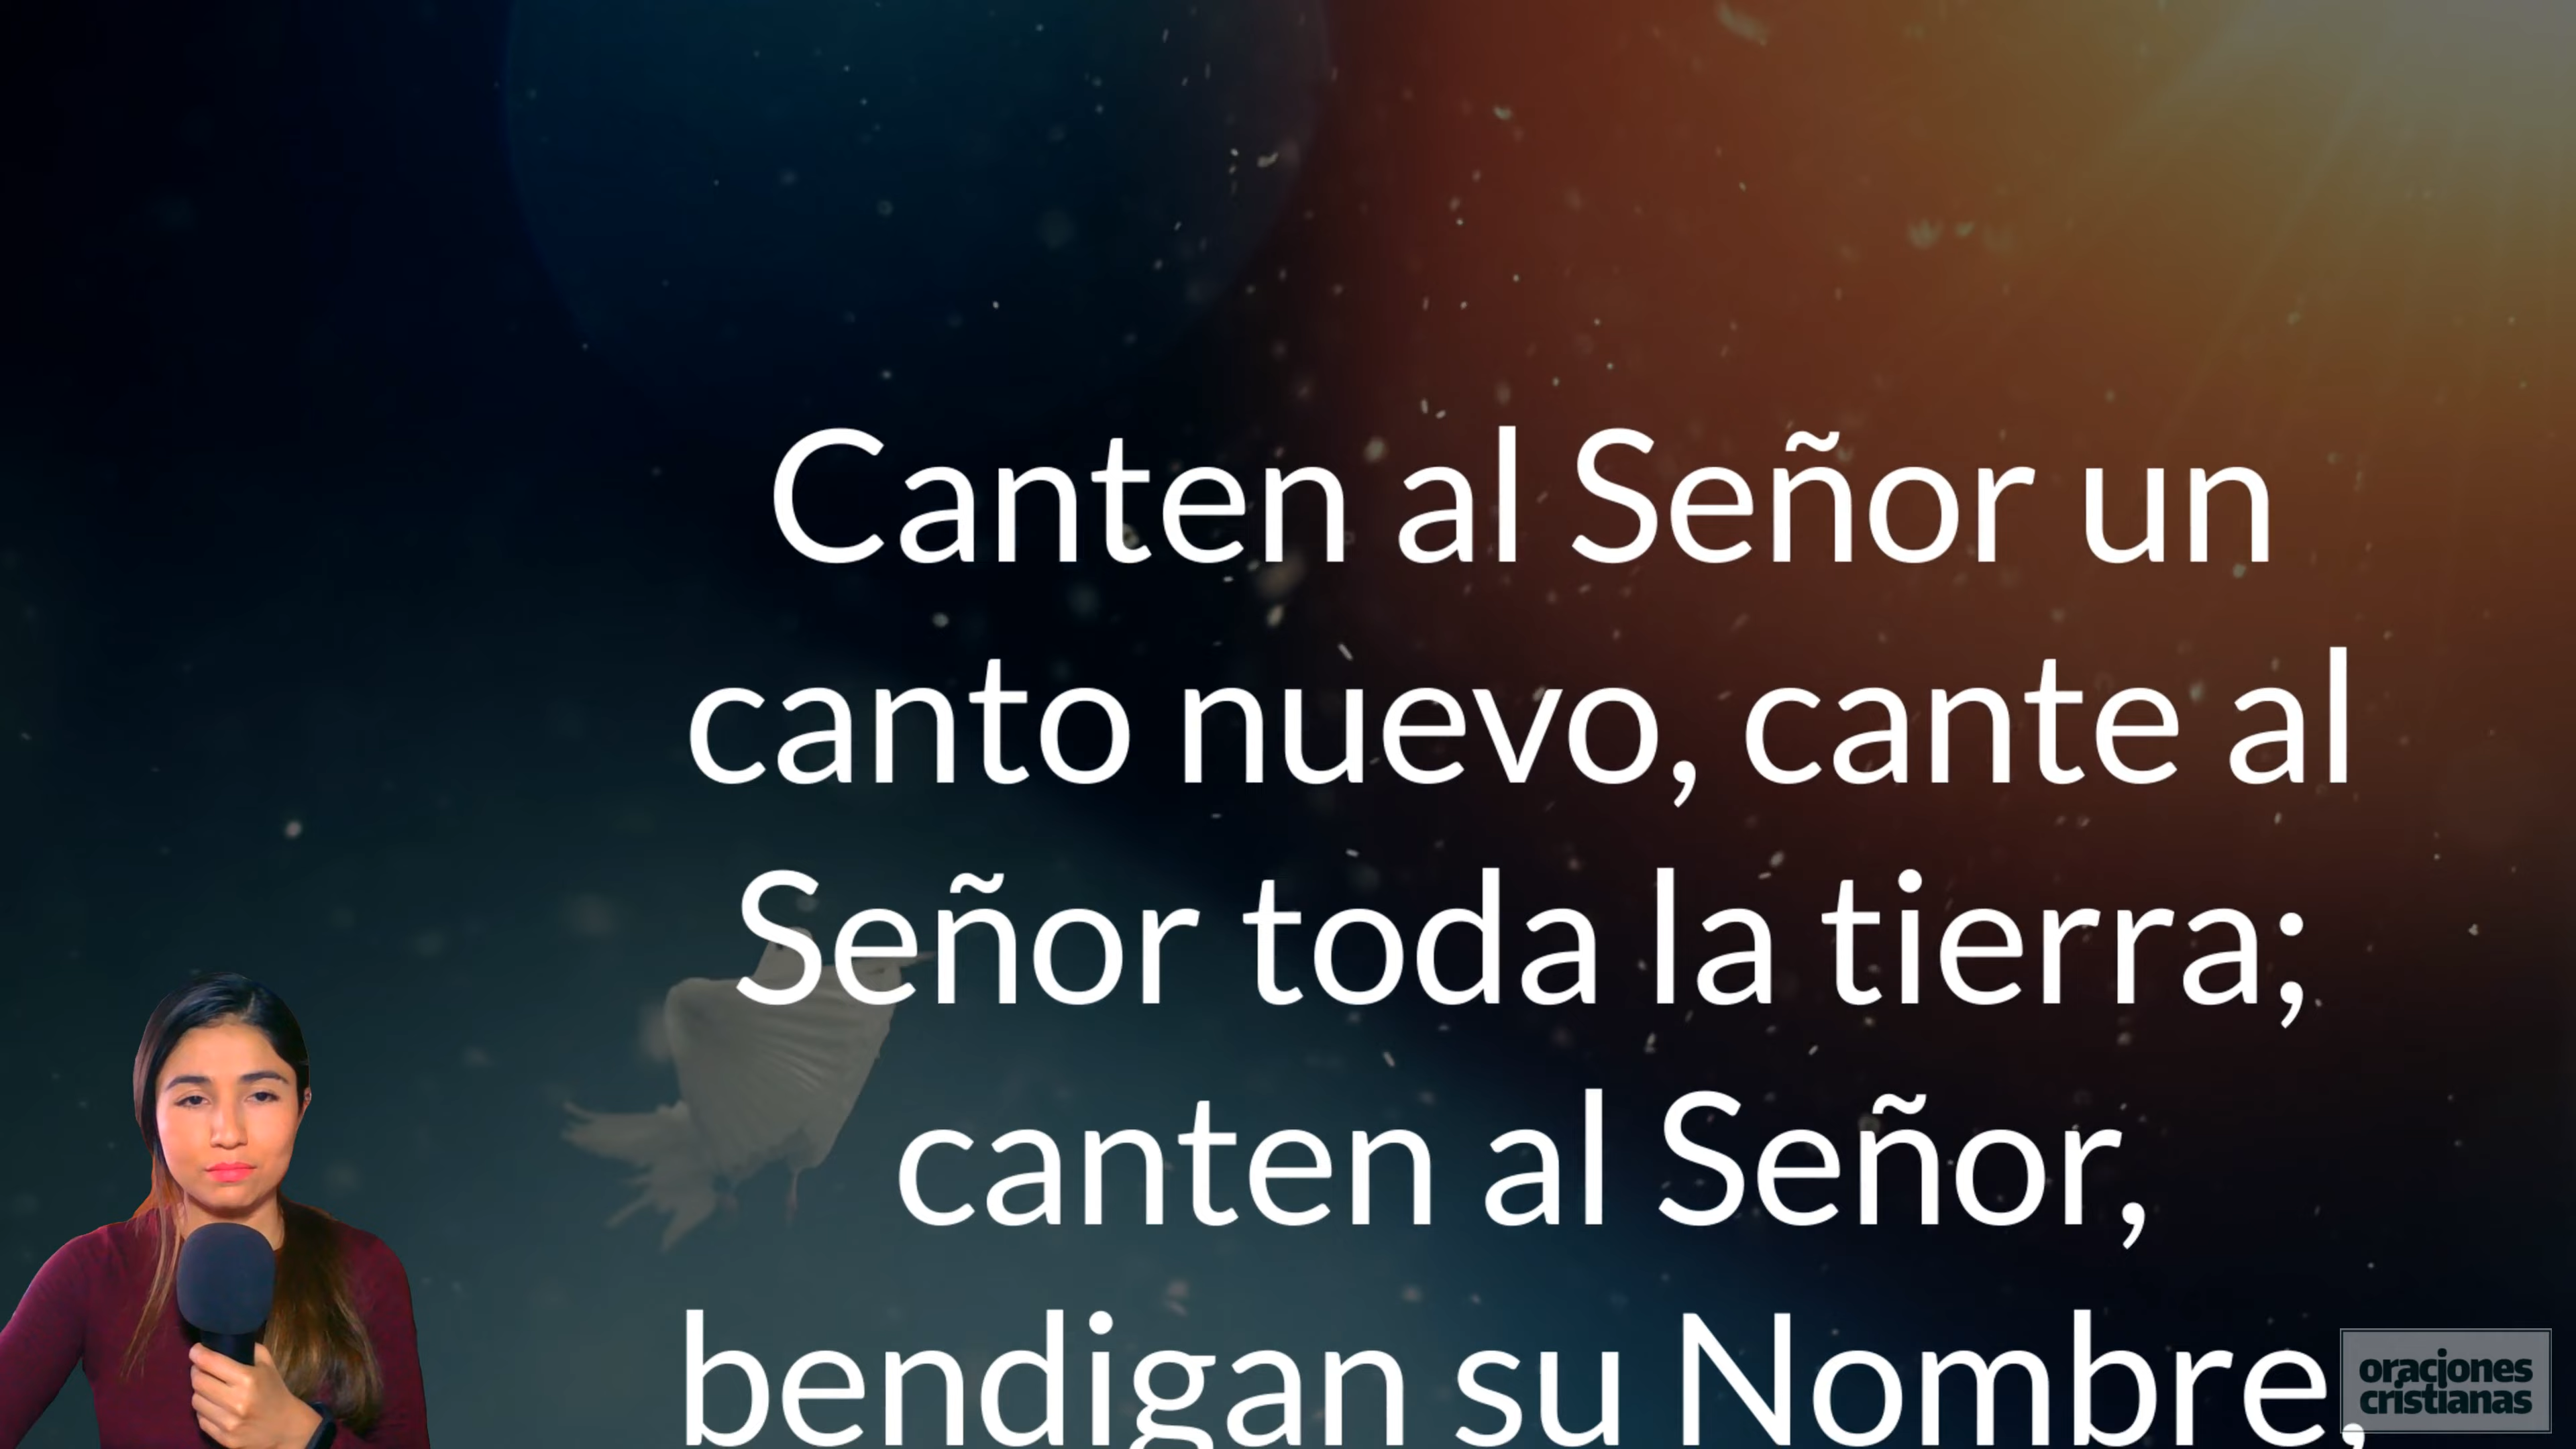 Canten al Señor un
canto nuevo, cante al
Señor toda la tierra;
canten al Señor,
bendigan su Nombre,
oraciones
cristianas